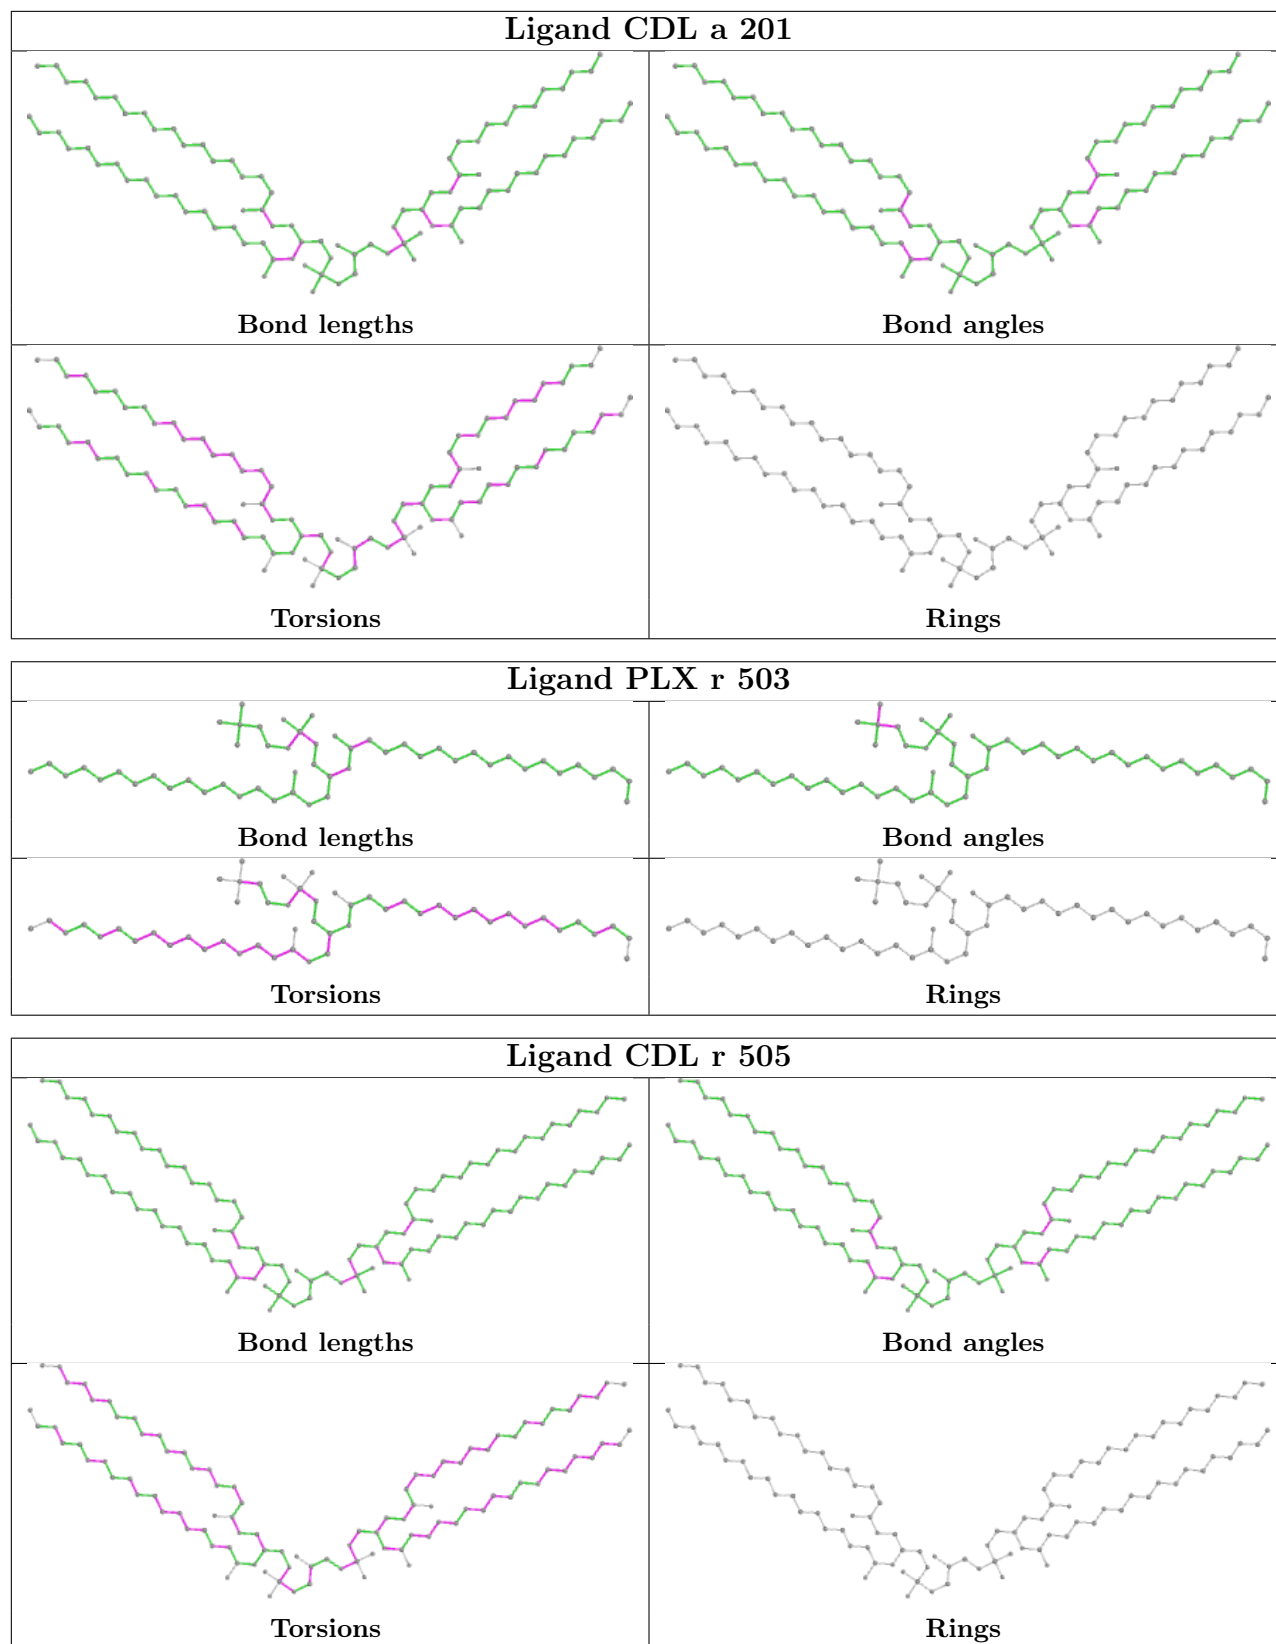 Ligand CDL a 201
Bond lengths
Bond angles
Torsions
Rings
Ligand PLX r 503
Bond lengths
Bond angles
Torsions
Rings
Ligand CDL r 505
Bond lengths
Bond angles
Torsions
Rings